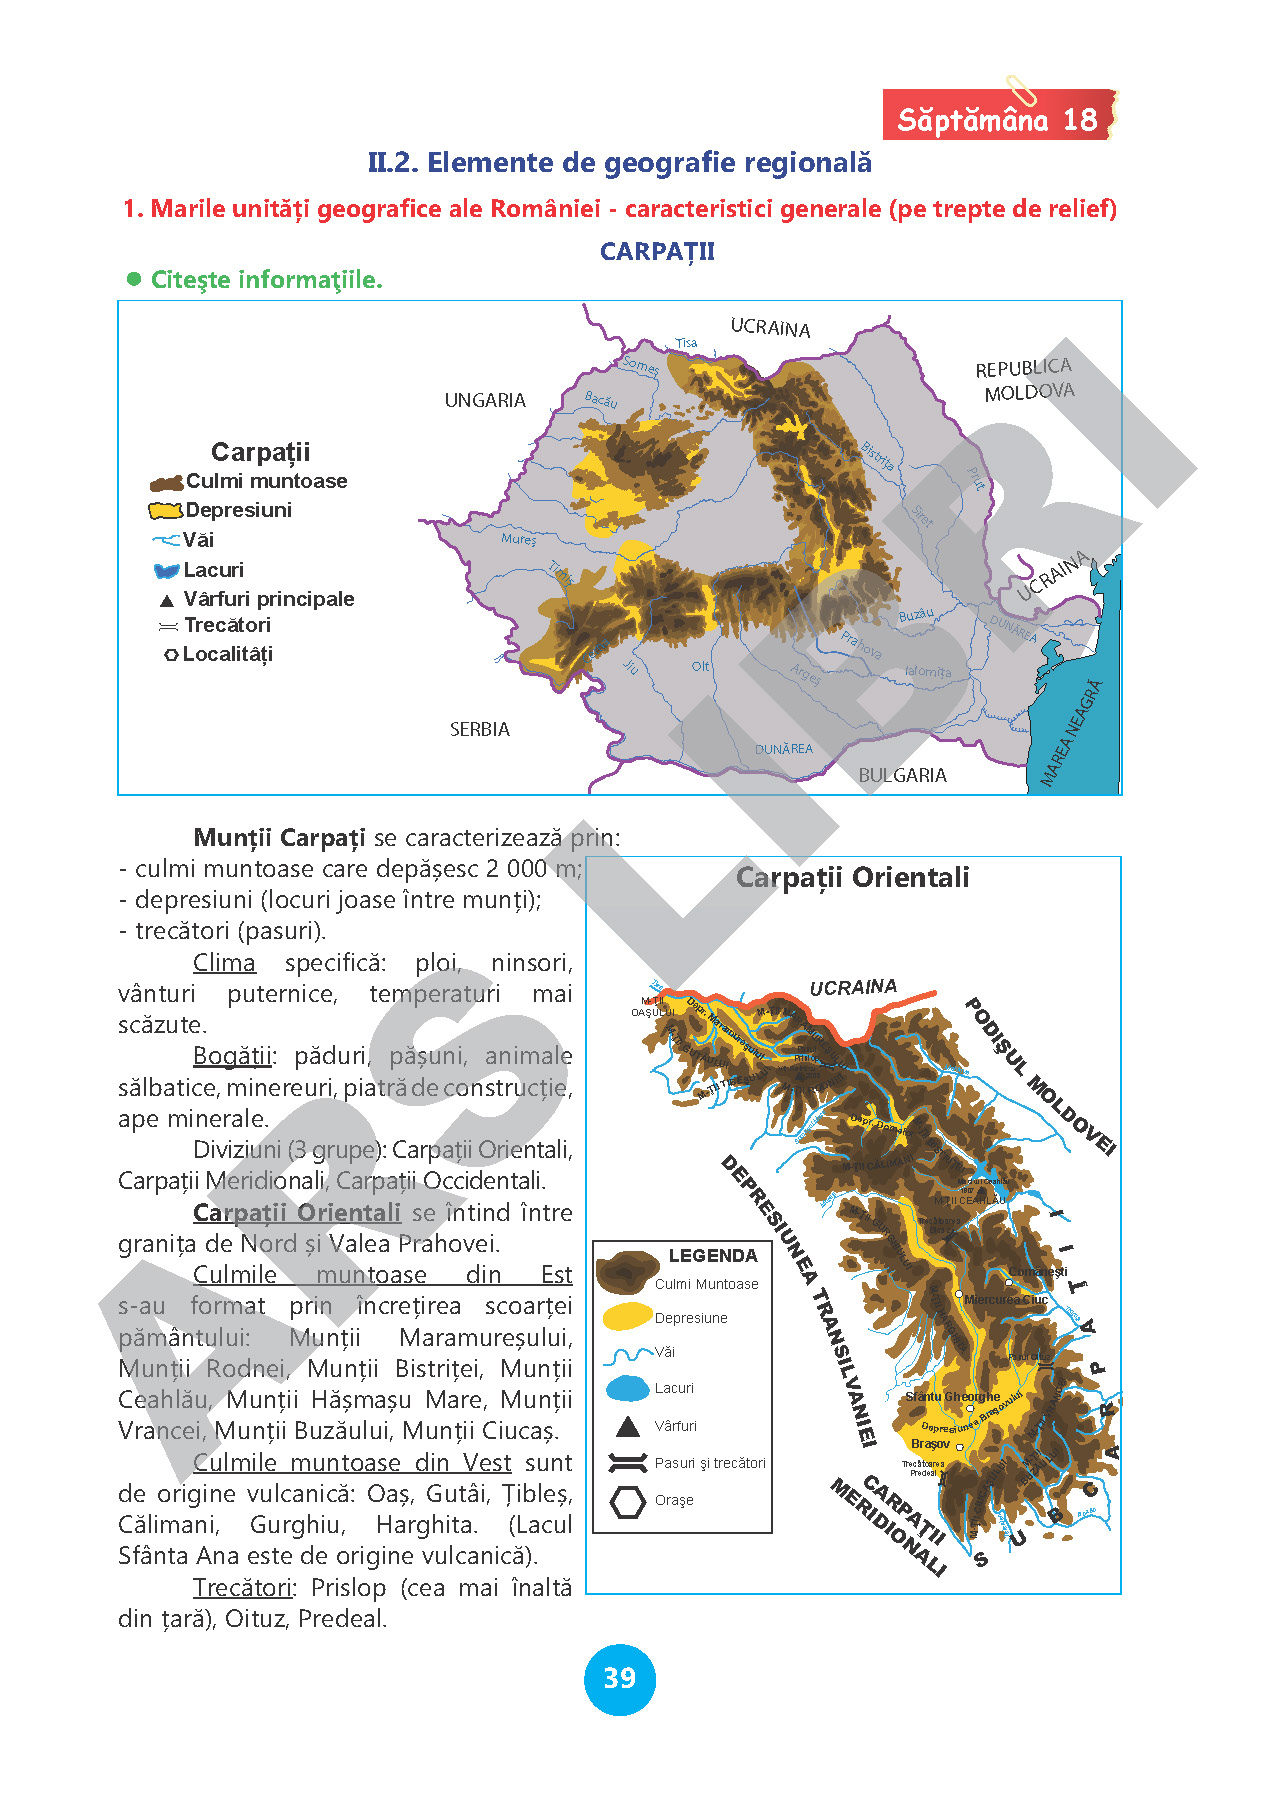 Săptămâna 18
II.2. Elemente de geografie regională
1. Marile unități geografice ale României - caracteristici generale (pe trepte de relief)
CARPAȚII
● Citeşte informaţiile.
UCRAINA
Tisa
Someș
REPUBLICA
MOLDOVA
UNGARIA
Bacău
Carpații
Bistrița
Culmi muntoase
Prut
Depresiuni
Siret
Văi
Mureș
Lacuri
Timiș
UCRAINA
Vârfuri principale
Trecători
Buzău
DUNĂREA
Localități
Prahova
Jiu
Olt
Argeș
Ialomița
SERBIA
MAREA NEAGRĂ
DUNĂREA
BULGARIA
Munții Carpați se caracterizează prin:
- culmi muntoase care depășesc 2 000 m;
- depresiuni (locuri joase între munți);
- trecători (pasuri).
Clima specifică: ploi, ninsori,
vânturi puternice, temperaturi mai
scăzute.
Bogății: păduri, pășuni, animale
sălbatice, minereuri, piatră de construcție,
ape minerale.
Diviziuni (3 grupe): Carpații Orientali,
Carpații Meridionali, Carpații Occidentali.
Carpații Orientali se întind între
granița de Nord și Valea Prahovei.
Culmile muntoase din Est
s-au format prin încrețirea scoarței
pământului: Munții Maramureșului,
Munții Rodnei, Munții Bistriței, Munții
Ceahlău, Munții Hășmașu Mare, Munții
Vrancei, Munții Buzăului, Munții Ciucaș.
Culmile muntoase din Vest sunt
de origine vulcanică: Oaș, Gutâi, Țibleș,
Călimani, Gurghiu, Harghita. (Lacul
Sfânta Ana este de origine vulcanică).
Trecători: Prislop (cea mai înaltă
din țară), Oituz, Predeal.
Carpații Orientali
UCRAINA
M-ȚII
OAȘULUI
Depr. Maramureșului
PODIȘUL MOLDOVEI
M-ȚII CĂLIMANI
M-ȚII CEAHLĂU
DEPRESIUNEA TRANSILVANIEI
Comăneşti
Miercurea Ciuc
Sfântu Gheorghe
Depresiunea Braşovului
Braşov
Trecătoarea
Predeal
CARPAȚII
MERIDIONALI
SUBCARPAȚII
LEGENDA
Culmi Muntoase
Depresiune
Văi
Lacuri
Vârfuri
Pasuri şi trecători
Oraşe
39
ARS LIBRI